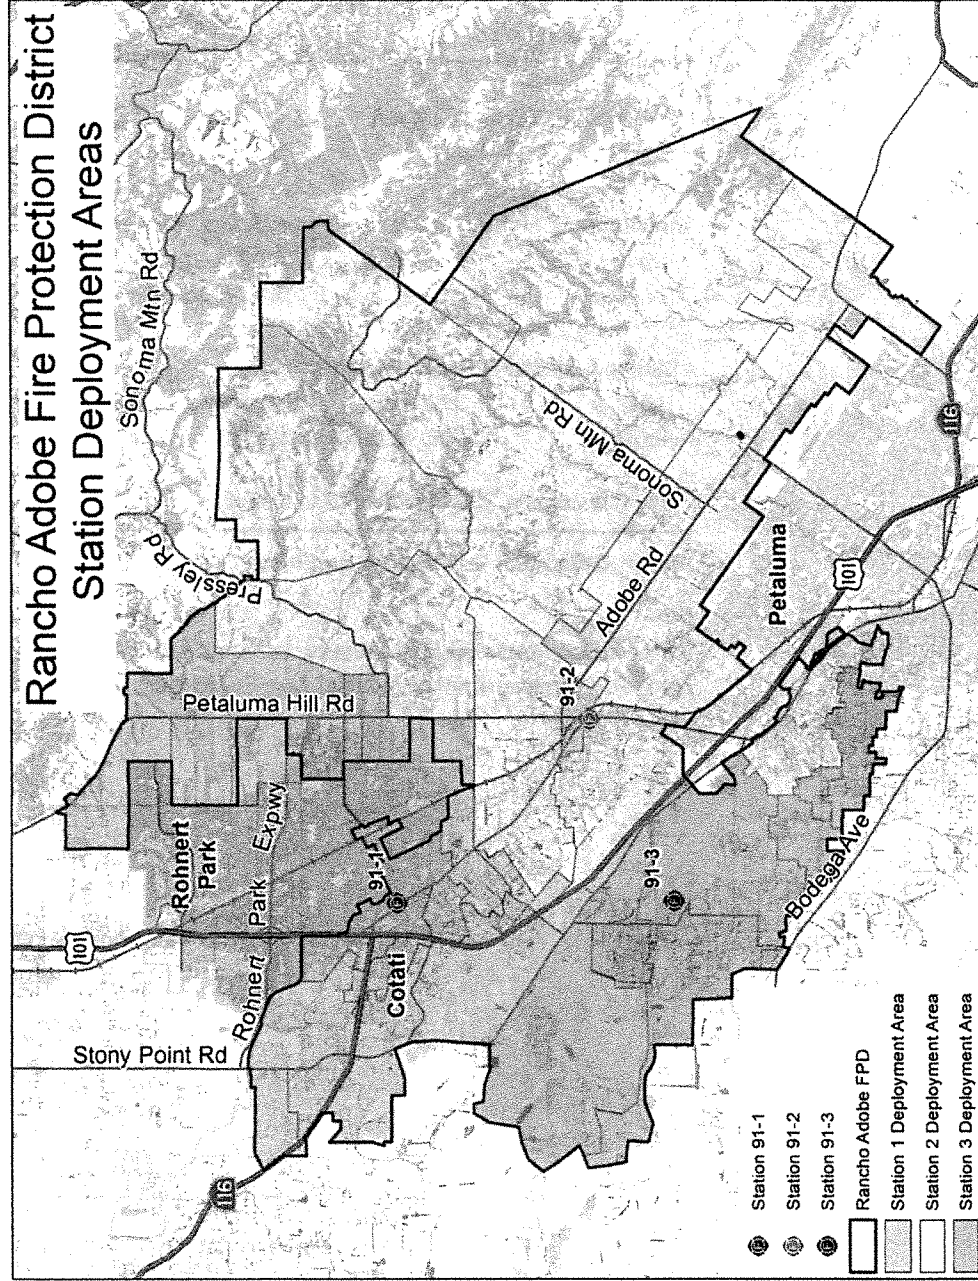 Rancho Adobe Fire Protection District
Station Deployment Areas
Sonoma Mtn Rd
Pressley Rd
Petaluma Hill Rd
Sonoma Mtn Rd
Adobe Rd
116
Petaluma
101
91-2
101
Rohnert
Park
Rohnert Park Expwy
91-1
91-3
Bodega Ave
Cotati
Stony Point Rd
116
Station 91-1
Station 91-2
Station 91-3
Rancho Adobe FPD
Station 1 Deployment Area
Station 2 Deployment Area
Station 3 Deployment Area